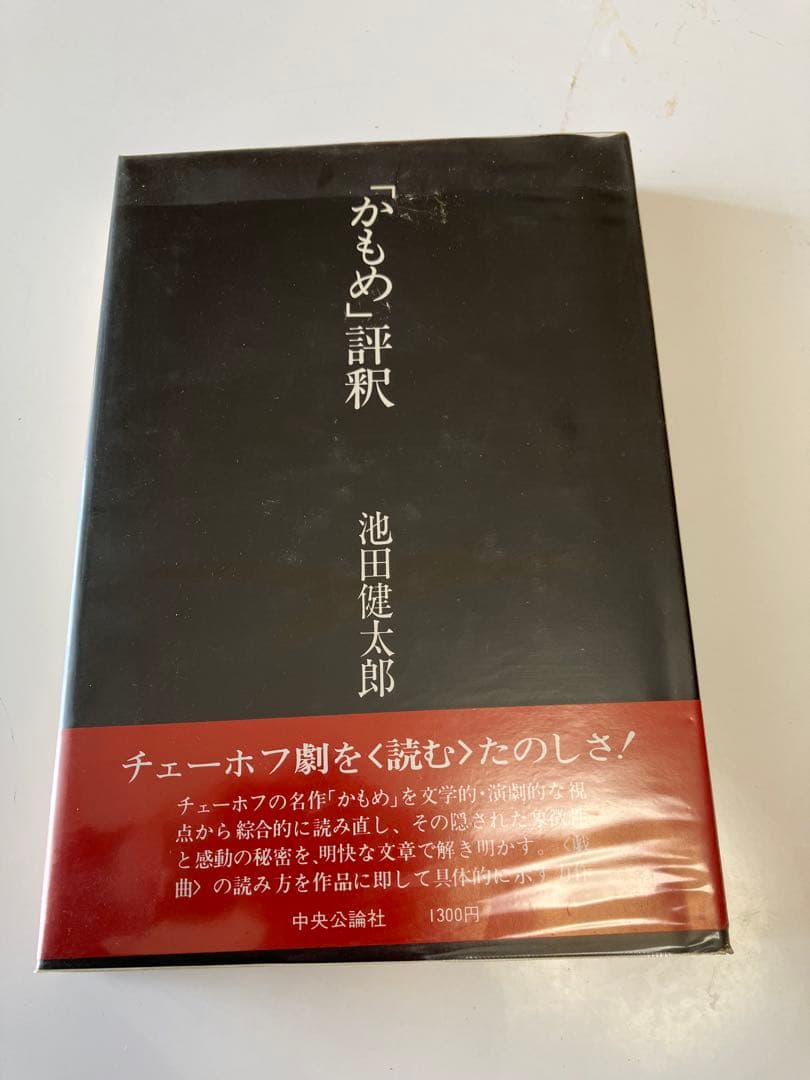 「かもめ」評釈
池田健太郎
チェーホフ劇を〈読む〉たのしさ！
チェーホフの名作「かもめ」を文学的・演劇的な視
点から綜合的に読み直し、その隠された象徴性
と感動の秘密を、明快な文章で解き明かす。〈戯
曲〉の読み方を作品に即して具体的に示す
中央公論社 1300円